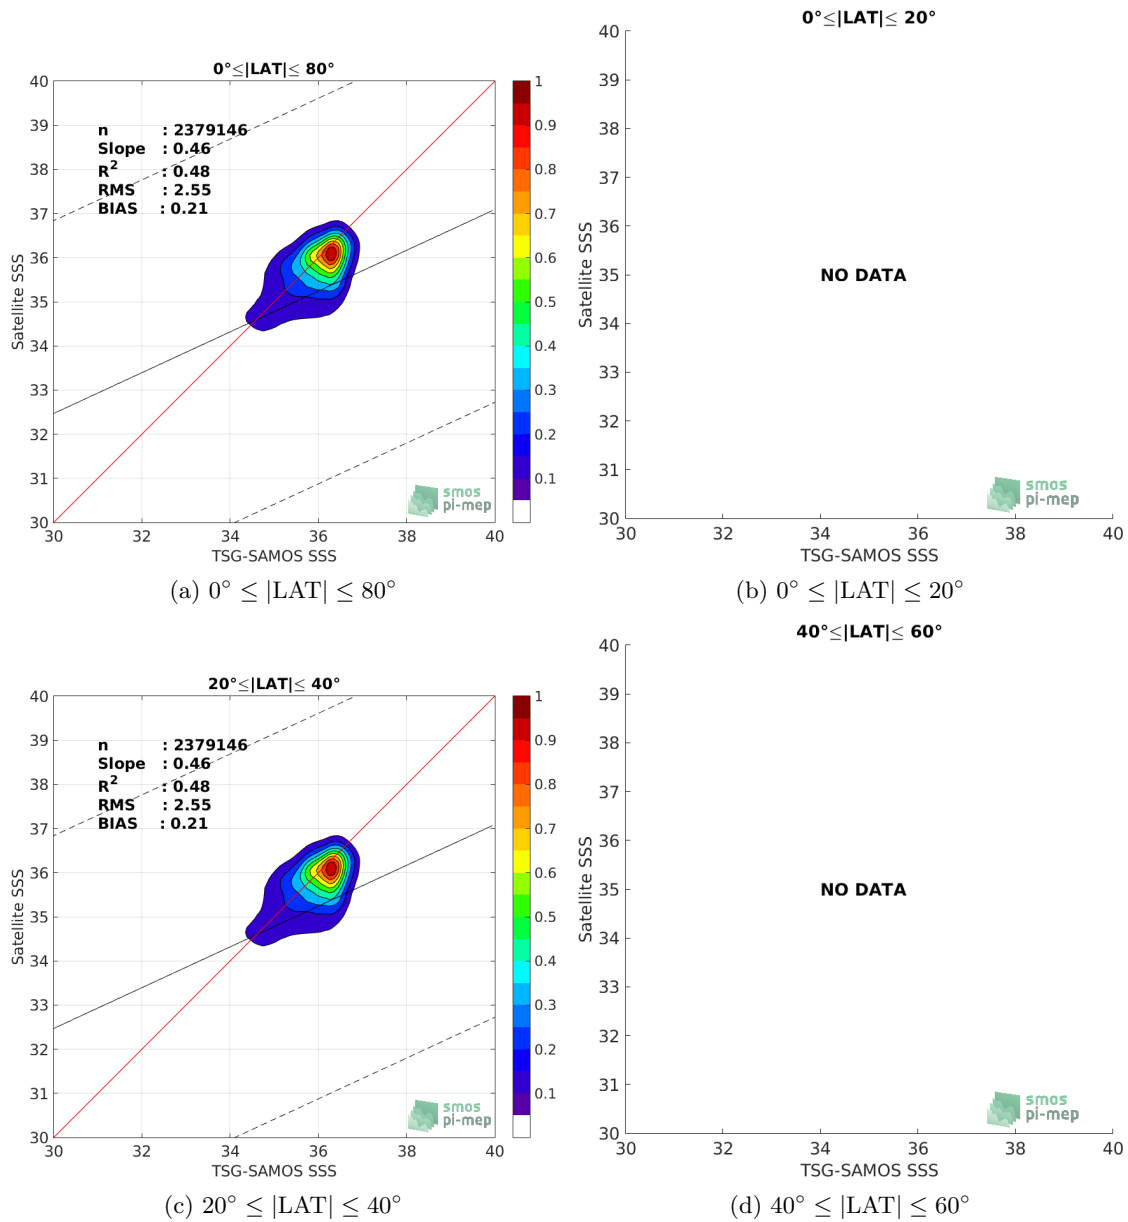 0°≤|LAT|≤ 80°
40
39
38
37
36
35
34
33
32
31
30
Satellite SSS
n : 2379146
Slope : 0.46
R² : 0.48
RMS : 2.55
BIAS : 0.21
1
0.9
0.8
0.7
0.6
0.5
0.4
0.3
0.2
0.1
smos
pi-mep
30 32 34 36 38 40
TSG-SAMOS SSS
(a) 0° ≤ |LAT| ≤ 80°
0°≤|LAT|≤ 20°
40
39
38
37
36
35
34
33
32
31
30
Satellite SSS
NO DATA
smos
pi-mep
30 32 34 36 38 40
TSG-SAMOS SSS
(b) 0° ≤ |LAT| ≤ 20°
20°≤|LAT|≤ 40°
40
39
38
37
36
35
34
33
32
31
30
Satellite SSS
n : 2379146
Slope : 0.46
R² : 0.48
RMS : 2.55
BIAS : 0.21
1
0.9
0.8
0.7
0.6
0.5
0.4
0.3
0.2
0.1
smos
pi-mep
30 32 34 36 38 40
TSG-SAMOS SSS
(c) 20° ≤ |LAT| ≤ 40°
40°≤|LAT|≤ 60°
40
39
38
37
36
35
34
33
32
31
30
Satellite SSS
NO DATA
smos
pi-mep
30 32 34 36 38 40
TSG-SAMOS SSS
(d) 40° ≤ |LAT| ≤ 60°